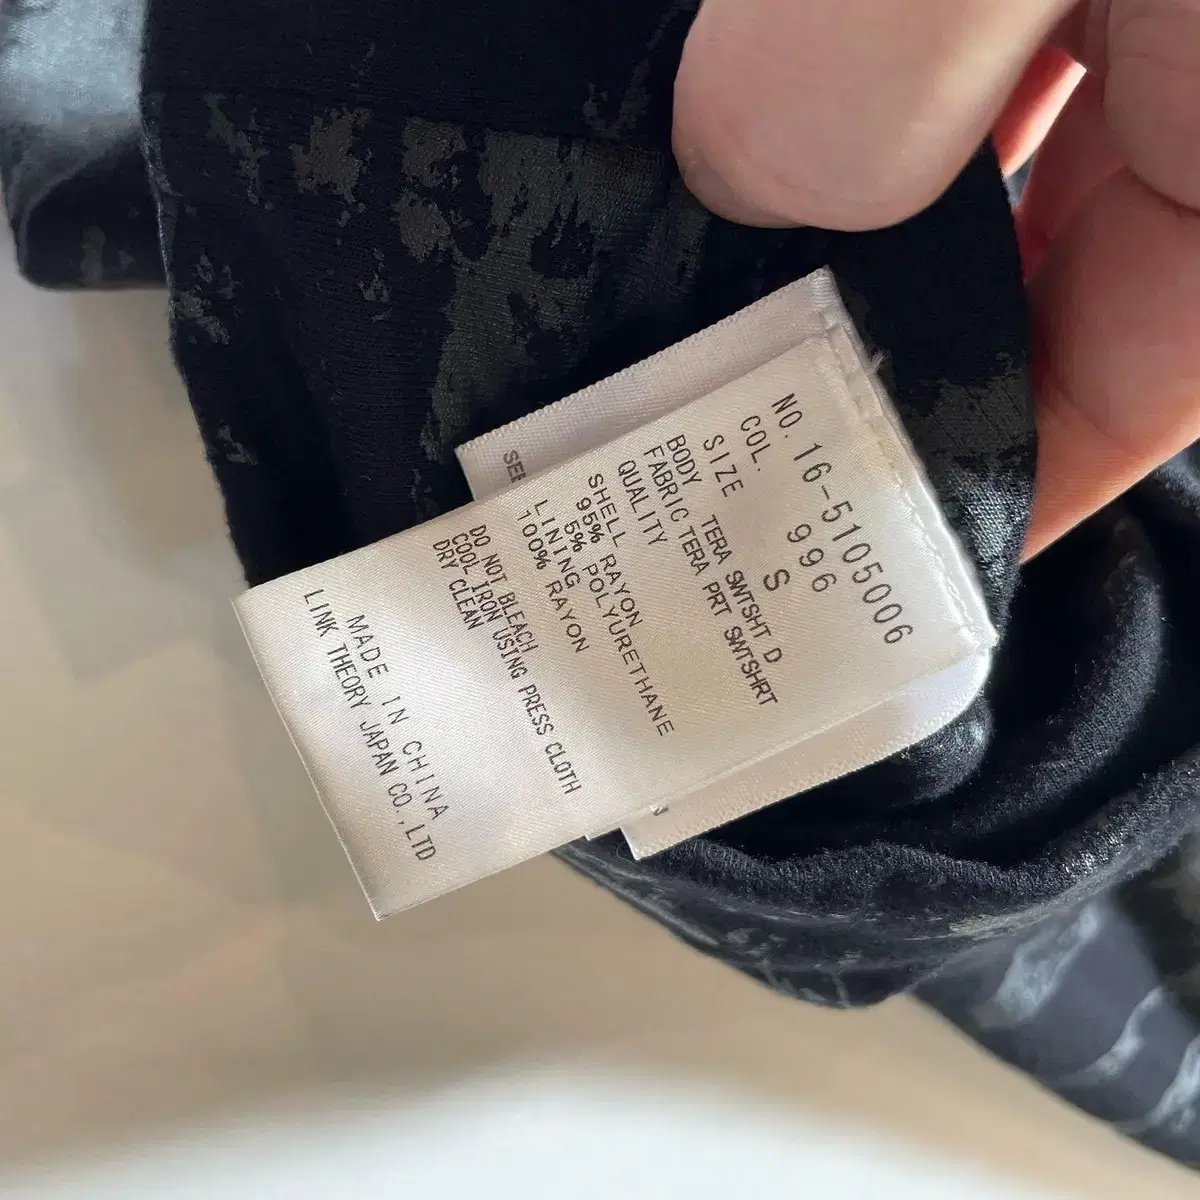 NO. 16-5105006
COL. 996
SIZE S
BODY TERA SWTSHT D
FABRIC TERA PRT SWTSHRT
QUALITY
SHELL RAYON
95% RAYON
5% POLYURETHANE
LINING
100% RAYON
DO NOT BLEACH
COOL IRON USING PRESS CLOTH
DRY CLEAN
MADE IN CHINA
LINK THEORY JAPAN CO.,LTD